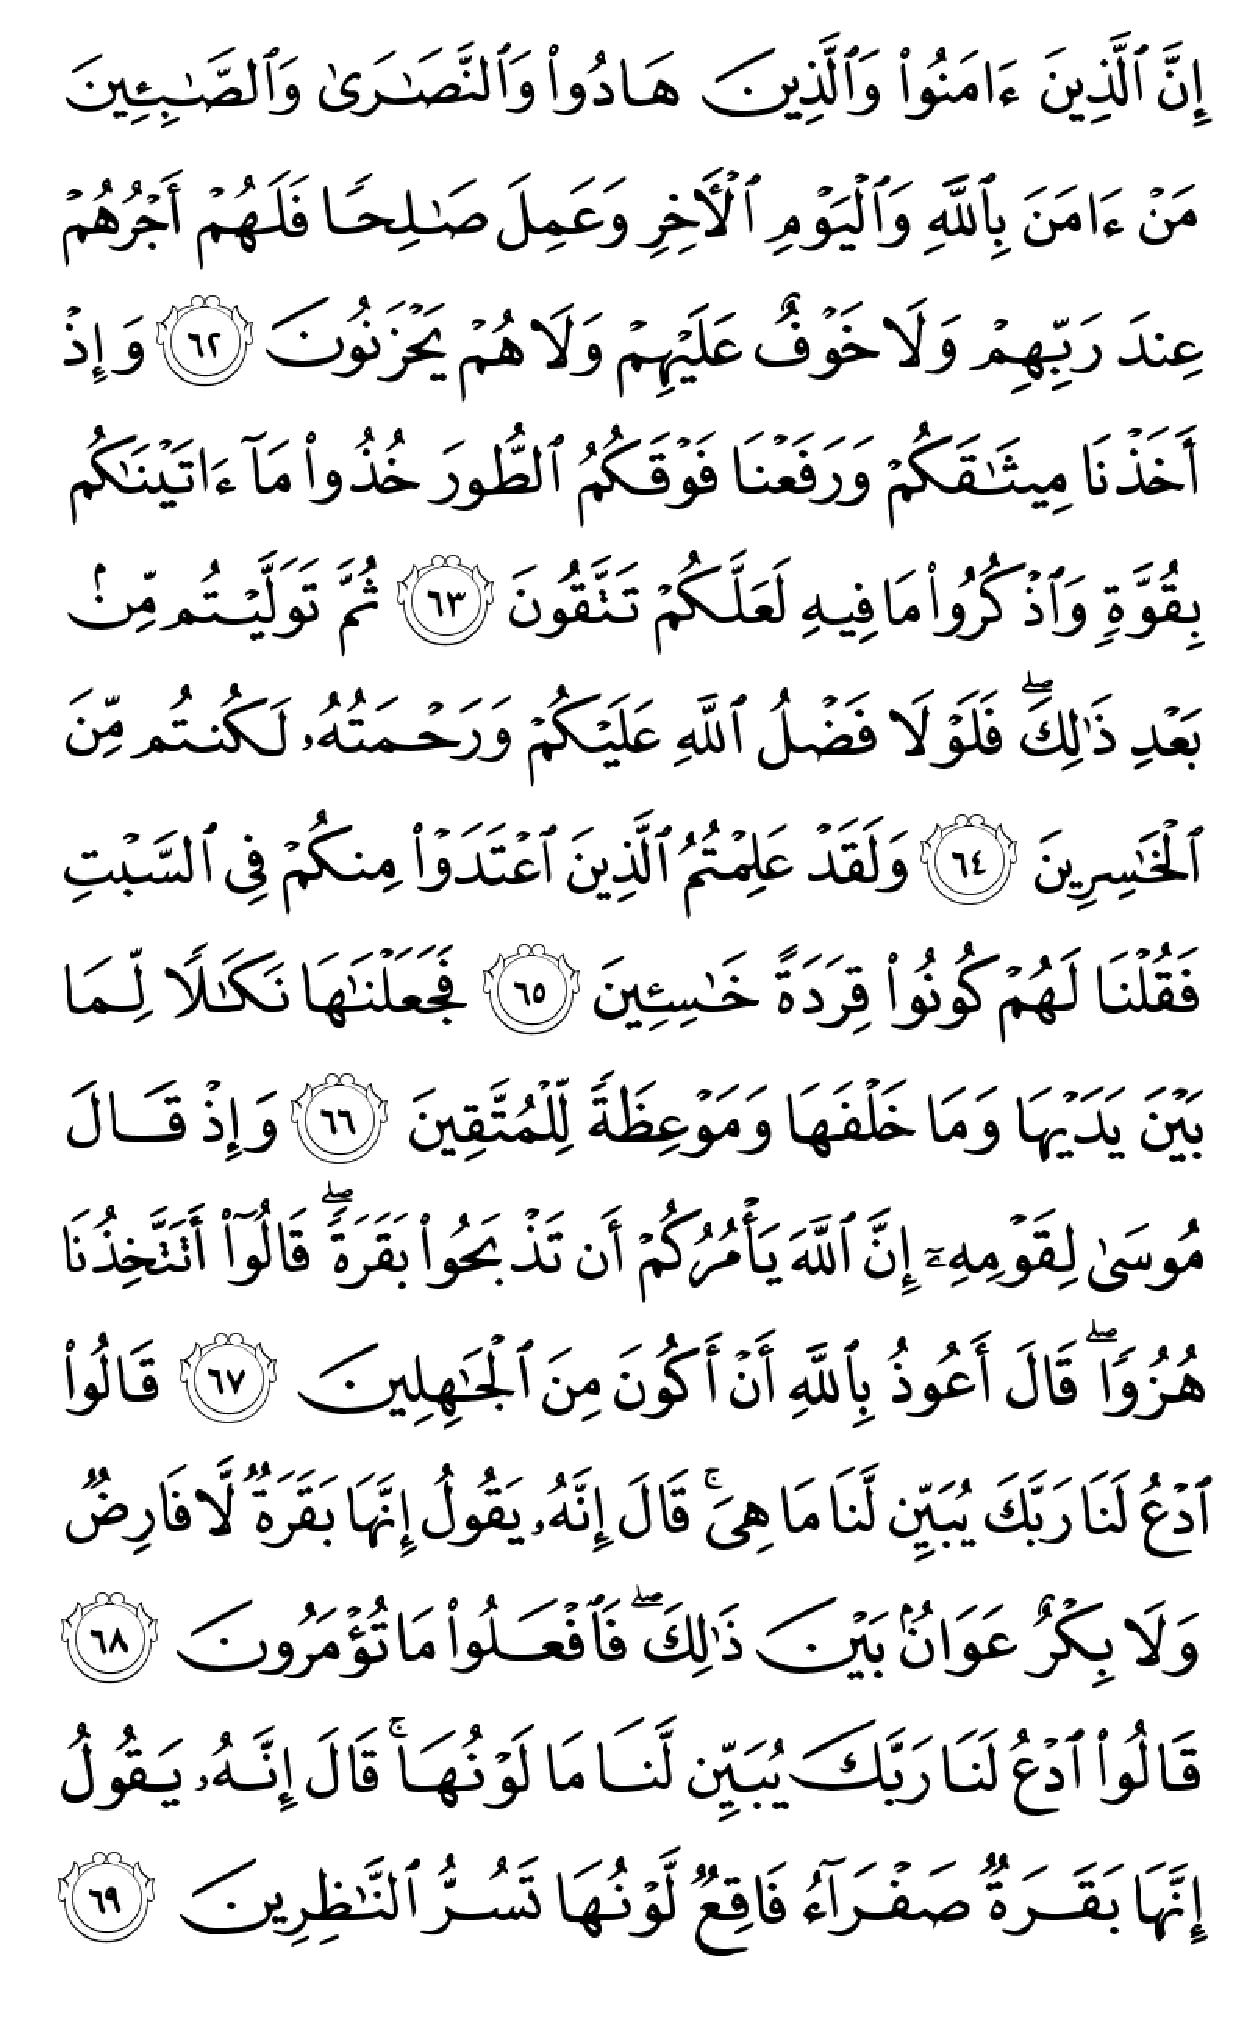 إِنَّ ٱلَّذِينَ ءَامَنُوا۟ وَٱلَّذِينَ هَادُوا۟ وَٱلنَّصَـٰرَىٰ وَٱلصَّـٰبِـِٔينَ
مَنْ ءَامَنَ بِٱللَّهِ وَٱلْيَوْمِ ٱلْـَٔاخِرِ وَعَمِلَ صَـٰلِحًا فَلَهُمْ أَجْرُهُمْ
عِندَ رَبِّهِمْ وَلَا خَوْفٌ عَلَيْهِمْ وَلَا هُمْ يَحْزَنُونَ ٦٢ وَإِذْ
أَخَذْنَا مِيثَـٰقَكُمْ وَرَفَعْنَا فَوْقَكُمُ ٱلطُّورَ خُذُوا۟ مَآ ءَاتَيْنَـٰكُم
بِقُوَّةٍ وَٱذْكُرُوا۟ مَا فِيهِ لَعَلَّكُمْ تَتَّقُونَ ٦٣ ثُمَّ تَوَلَّيْتُم مِّنۢ
بَعْدِ ذَٰلِكَ ۖ فَلَوْلَا فَضْلُ ٱللَّهِ عَلَيْكُمْ وَرَحْمَتُهُۥ لَكُنتُم مِّنَ
ٱلْخَـٰسِرِينَ ٦٤ وَلَقَدْ عَلِمْتُمُ ٱلَّذِينَ ٱعْتَدَوْا۟ مِنكُمْ فِى ٱلسَّبْتِ
فَقُلْنَا لَهُمْ كُونُوا۟ قِرَدَةً خَـٰسِـِٔينَ ٦٥ فَجَعَلْنَـٰهَا نَكَـٰلًا لِّمَا
بَيْنَ يَدَيْهَا وَمَا خَلْفَهَا وَمَوْعِظَةً لِّلْمُتَّقِينَ ٦٦ وَإِذْ قَالَ
مُوسَىٰ لِقَوْمِهِۦٓ إِنَّ ٱللَّهَ يَأْمُرُكُمْ أَن تَذْبَحُوا۟ بَقَرَةً ۖ قَالُوٓا۟ أَتَتَّخِذُنَا
هُزُوًا ۖ قَالَ أَعُوذُ بِٱللَّهِ أَنْ أَكُونَ مِنَ ٱلْجَـٰهِلِينَ ٦٧ قَالُوا۟
ٱدْعُ لَنَا رَبَّكَ يُبَيِّن لَّنَا مَا هِىَ ۚ قَالَ إِنَّهُۥ يَقُولُ إِنَّهَا بَقَرَةٌ لَّا فَارِضٌ
وَلَا بِكْرٌ عَوَانٌۢ بَيْنَ ذَٰلِكَ ۖ فَٱفْعَلُوا۟ مَا تُؤْمَرُونَ ٦٨
قَالُوا۟ ٱدْعُ لَنَا رَبَّكَ يُبَيِّن لَّنَا مَا لَوْنُهَا ۚ قَالَ إِنَّهُۥ يَقُولُ
إِنَّهَا بَقَرَةٌ صَفْرَآءُ فَاقِعٌ لَّوْنُهَا تَسُرُّ ٱلنَّـٰظِرِينَ ٦٩